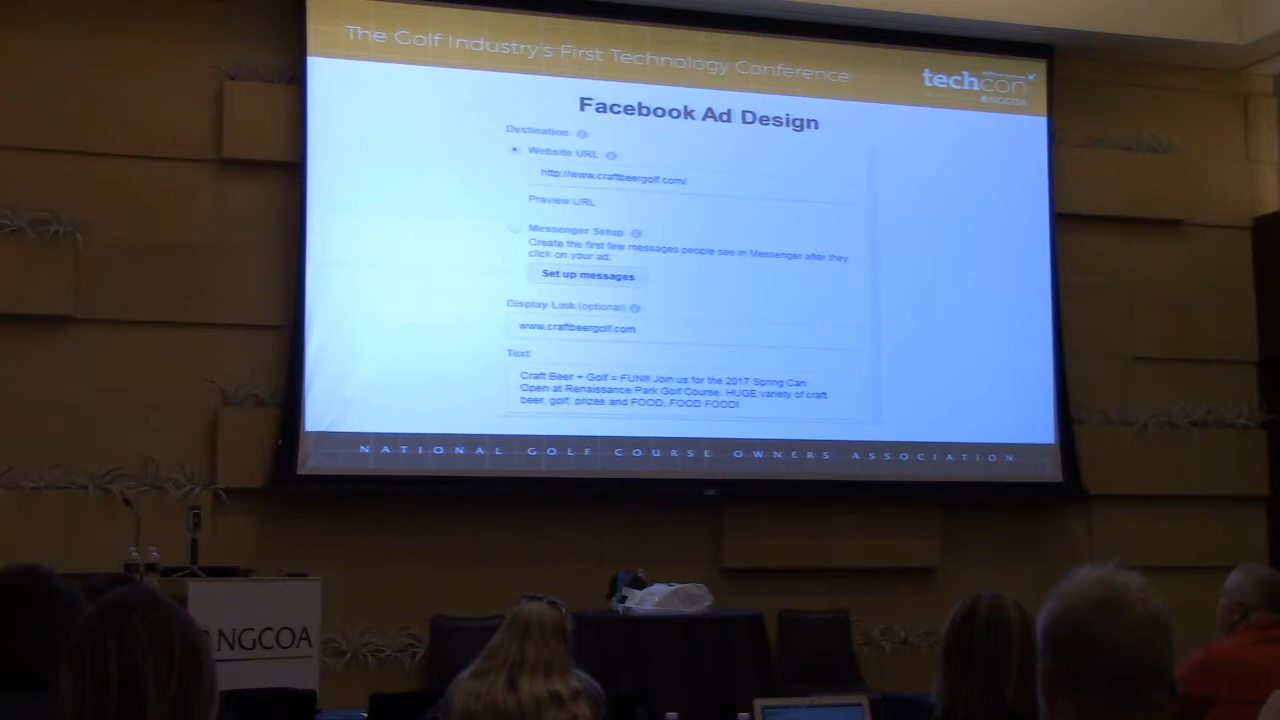 The Golf Industry's First Technology Conference
techcon
NGCOA
Facebook Ad Design
Destination
Website URL
http://www.craftbeergolf.com/
Preview URL
Messenger Setup
Create the first few messages people see in Messenger after they
click on your ad.
Set up messages
Display Link (optional)
www.craftbeergolf.com
Text
Craft Beer + Golf = FUN!! Join us for the 2017 Spring Can
Open at Renaissance Park Golf Course. HUGE variety of craft
beer, golf, prizes and FOOD, FOOD FOOD!
NATIONAL GOLF COURSE OWNERS ASSOCIATION
NGCOA